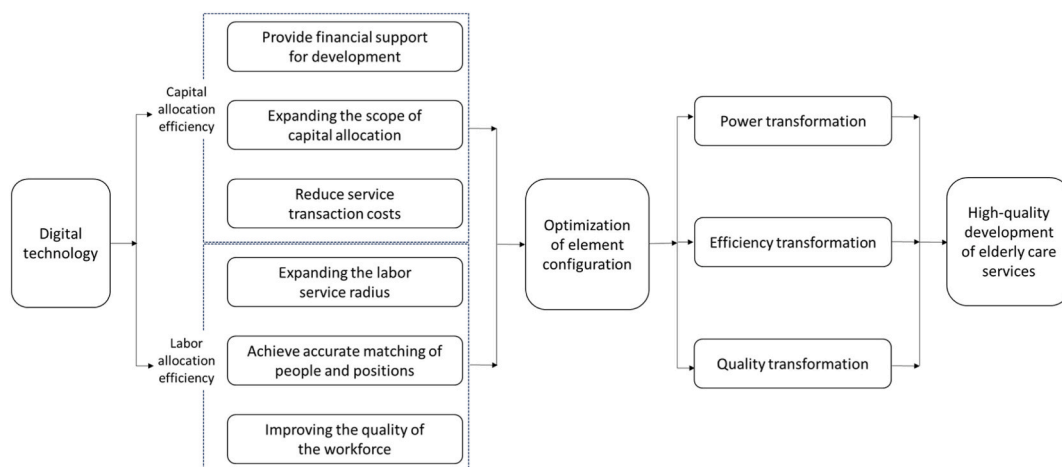 Digital
technology
Capital
allocation
efficiency
Provide financial support
for development
Expanding the scope of
capital allocation
Reduce service
transaction costs
Labor
allocation
efficiency
Expanding the labor
service radius
Achieve accurate matching of
people and positions
Improving the quality of
the workforce
Optimization
of element
configuration
Power transformation
Efficiency transformation
Quality transformation
High-quality
development
of elderly care
services